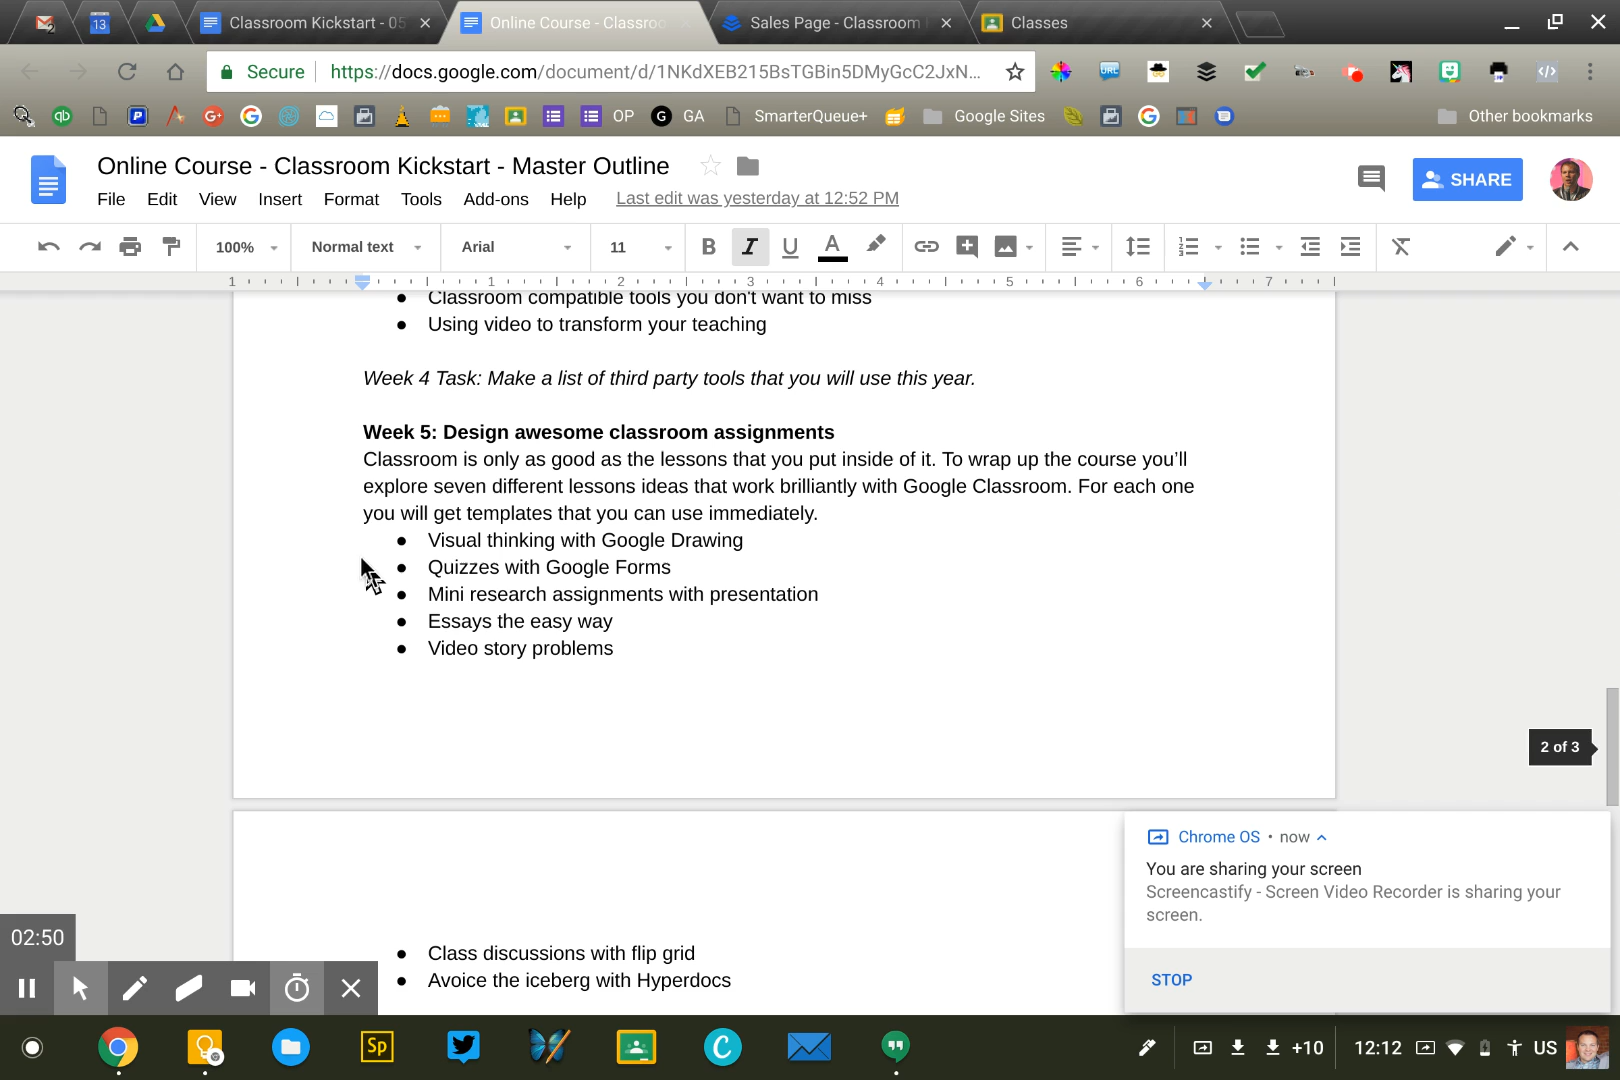 Classroom Kickstart - 05
Online Course - Classroo
Sales Page - Classroom
Classes
Secure
https://docs.google.com/document/d/1NKdXEB215BsTGBin5DMyGcC2JxN...
OP
GA
SmarterQueue+
Google Sites
Other bookmarks
Online Course - Classroom Kickstart - Master Outline
File Edit View Insert Format Tools Add-ons Help
Last edit was yesterday at 12:52 PM
SHARE
100%
Normal text
Arial
11
1 1 2 3 4 5 6 7
Classroom compatible tools you don't want to miss
● Using video to transform your teaching
Week 4 Task: Make a list of third party tools that you will use this year.
Week 5: Design awesome classroom assignments
Classroom is only as good as the lessons that you put inside of it. To wrap up the course you'll
explore seven different lessons ideas that work brilliantly with Google Classroom. For each one
you will get templates that you can use immediately.
● Visual thinking with Google Drawing
● Quizzes with Google Forms
● Mini research assignments with presentation
● Essays the easy way
● Video story problems
2 of 3
● Class discussions with flip grid
● Avoice the iceberg with Hyperdocs
Chrome OS • now
You are sharing your screen
Screencastify - Screen Video Recorder is sharing your
screen.
STOP
02:50
Sp
+10
12:12
US